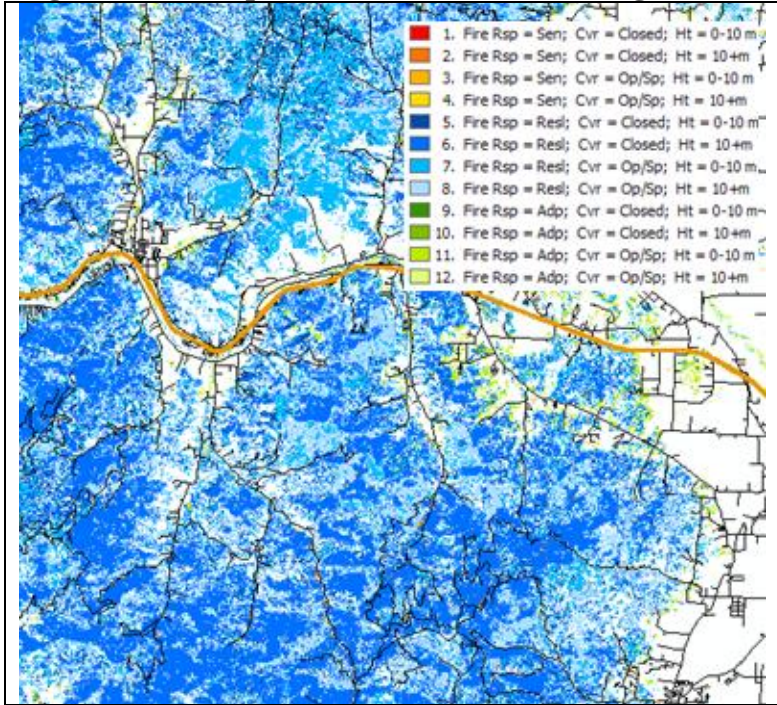 1. Fire Rsp = Sen; Cvr = Closed; Ht = 0-10 m
2. Fire Rsp = Sen; Cvr = Closed; Ht = 10+m
3. Fire Rsp = Sen; Cvr = Op/Sp; Ht = 0-10 m
4. Fire Rsp = Sen; Cvr = Op/Sp; Ht = 10+m
5. Fire Rsp = Resl; Cvr = Closed; Ht = 0-10 m
6. Fire Rsp = Resl; Cvr = Closed; Ht = 10+m
7. Fire Rsp = Resl; Cvr = Op/Sp; Ht = 0-10 m
8. Fire Rsp = Resl; Cvr = Op/Sp; Ht = 10+m
9. Fire Rsp = Adp; Cvr = Closed; Ht = 0-10 m
10. Fire Rsp = Adp; Cvr = Closed; Ht = 10+m
11. Fire Rsp = Adp; Cvr = Op/Sp; Ht = 0-10 m
12. Fire Rsp = Adp; Cvr = Op/Sp; Ht = 10+m